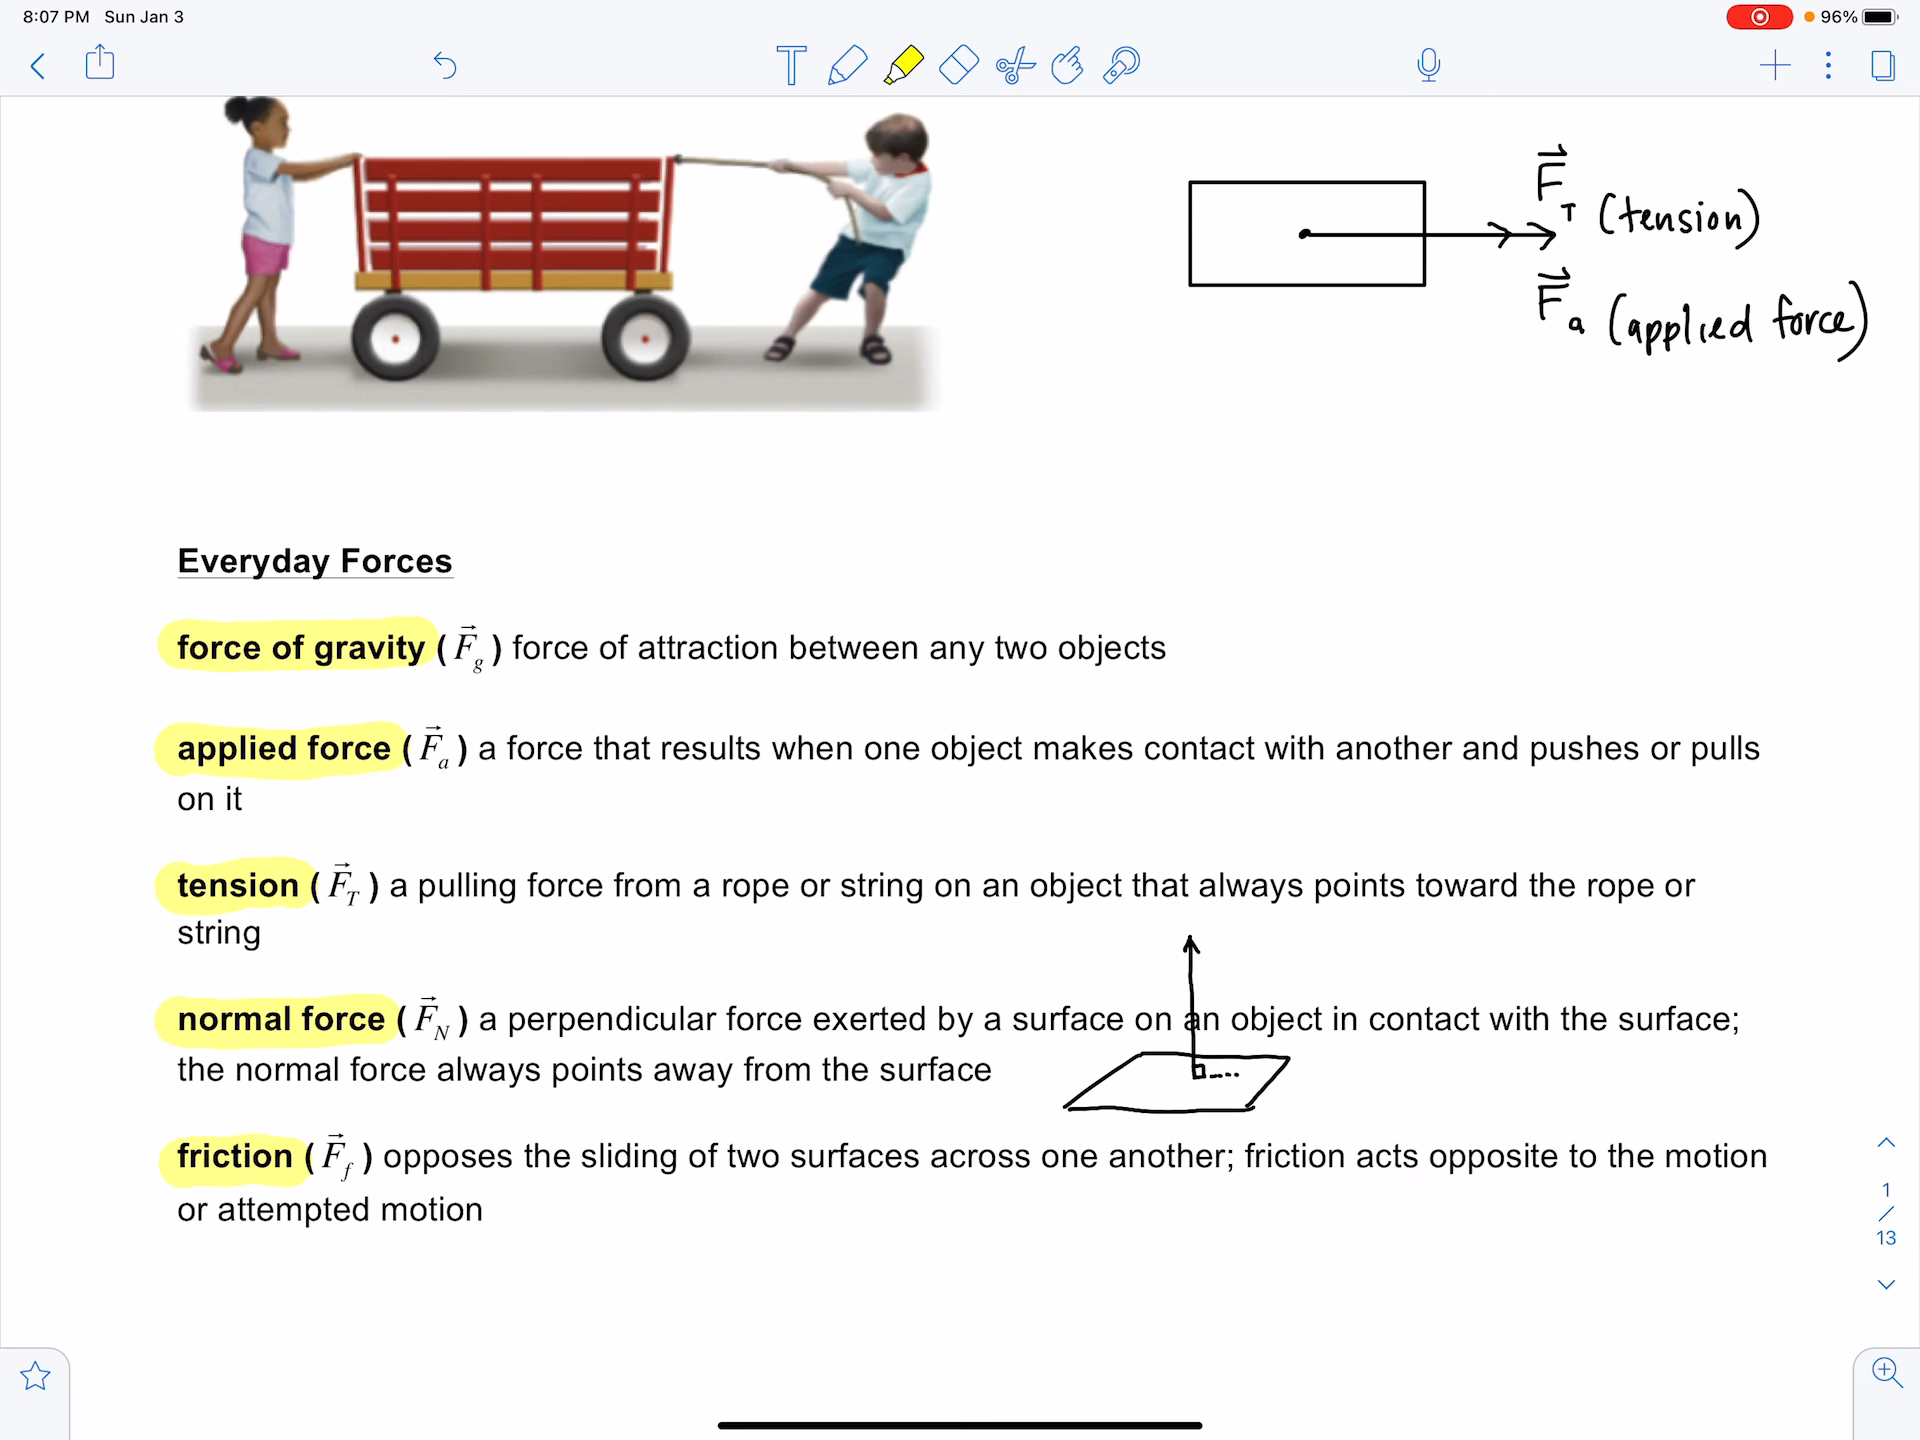 8:07 PM Sun Jan 3
96%
T
F⃗T (tension)
F⃗a (applied force)
Everyday Forces
force of gravity (F⃗g) force of attraction between any two objects
applied force (F⃗a) a force that results when one object makes contact with another and pushes or pulls
on it
tension (F⃗T) a pulling force from a rope or string on an object that always points toward the rope or
string
normal force (F⃗N) a perpendicular force exerted by a surface on an object in contact with the surface;
the normal force always points away from the surface
friction (F⃗f) opposes the sliding of two surfaces across one another; friction acts opposite to the motion
or attempted motion
1
/
13